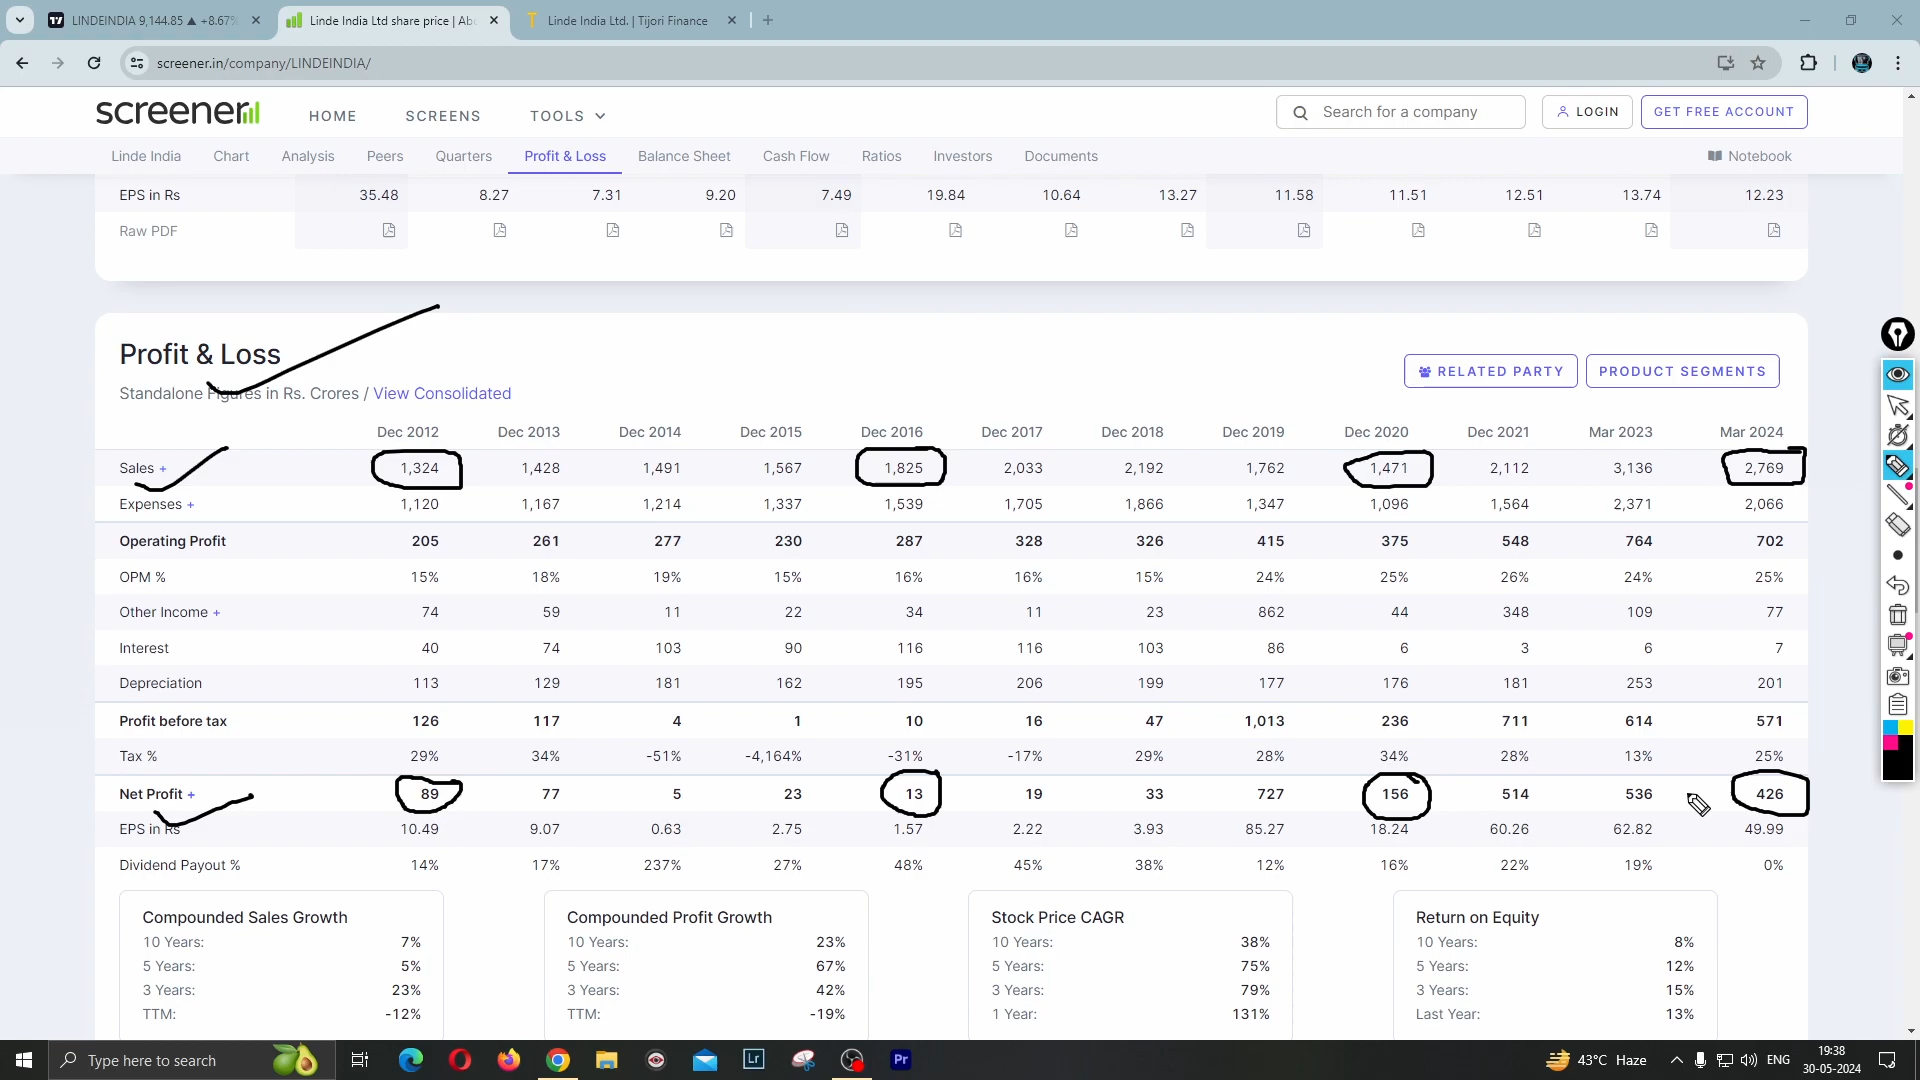 LINDEINDIA 9,144.85 ▲ +8.67%
Linde India Ltd share price | Abo
Linde India Ltd. | Tijori Finance
screener.in/company/LINDEINDIA/
screener HOME SCREENS TOOLS Search for a company LOGIN GET FREE ACCOUNT
Linde India Chart Analysis Peers Quarters Profit & Loss Balance Sheet Cash Flow Ratios Investors Documents Notebook
EPS in Rs 35.48 8.27 7.31 9.20 7.49 19.84 10.64 13.27 11.58 11.51 12.51 13.74 12.23
Raw PDF
Profit & Loss
RELATED PARTY PRODUCT SEGMENTS
Standalone Figures in Rs. Crores / View Consolidated
Dec 2012 Dec 2013 Dec 2014 Dec 2015 Dec 2016 Dec 2017 Dec 2018 Dec 2019 Dec 2020 Dec 2021 Mar 2023 Mar 2024
Sales + 1,324 1,428 1,491 1,567 1,825 2,033 2,192 1,762 1,471 2,112 3,136 2,769
Expenses + 1,120 1,167 1,214 1,337 1,539 1,705 1,866 1,347 1,096 1,564 2,371 2,066
Operating Profit 205 261 277 230 287 328 326 415 375 548 764 702
OPM % 15% 18% 19% 15% 16% 16% 15% 24% 25% 26% 24% 25%
Other Income + 74 59 11 22 34 11 23 862 44 348 109 77
Interest 40 74 103 90 116 116 103 86 6 3 6 7
Depreciation 113 129 181 162 195 206 199 177 176 181 253 201
Profit before tax 126 117 4 1 10 16 47 1,013 236 711 614 571
Tax % 29% 34% -51% -4,164% -31% -17% 29% 28% 34% 28% 13% 25%
Net Profit + 89 77 5 23 13 19 33 727 156 514 536 426
EPS in Rs 10.49 9.07 0.63 2.75 1.57 2.22 3.93 85.27 18.24 60.26 62.82 49.99
Dividend Payout % 14% 17% 237% 27% 48% 45% 38% 12% 16% 22% 19% 0%
Compounded Sales Growth
10 Years: 7%
5 Years: 5%
3 Years: 23%
TTM: -12%
Compounded Profit Growth
10 Years: 23%
5 Years: 67%
3 Years: 42%
TTM: -19%
Stock Price CAGR
10 Years: 38%
5 Years: 75%
3 Years: 79%
1 Year: 131%
Return on Equity
10 Years: 8%
5 Years: 12%
3 Years: 15%
Last Year: 13%
Type here to search
Lr
Pr
43°C Haze
ENG
19:38
30-05-2024